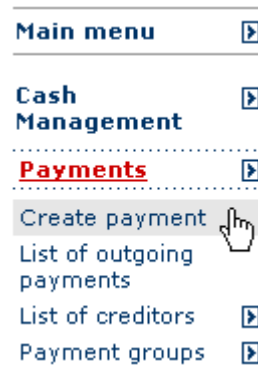 Main menu
Cash
Management
Payments
Create payment
List of outgoing
payments
List of creditors
Payment groups